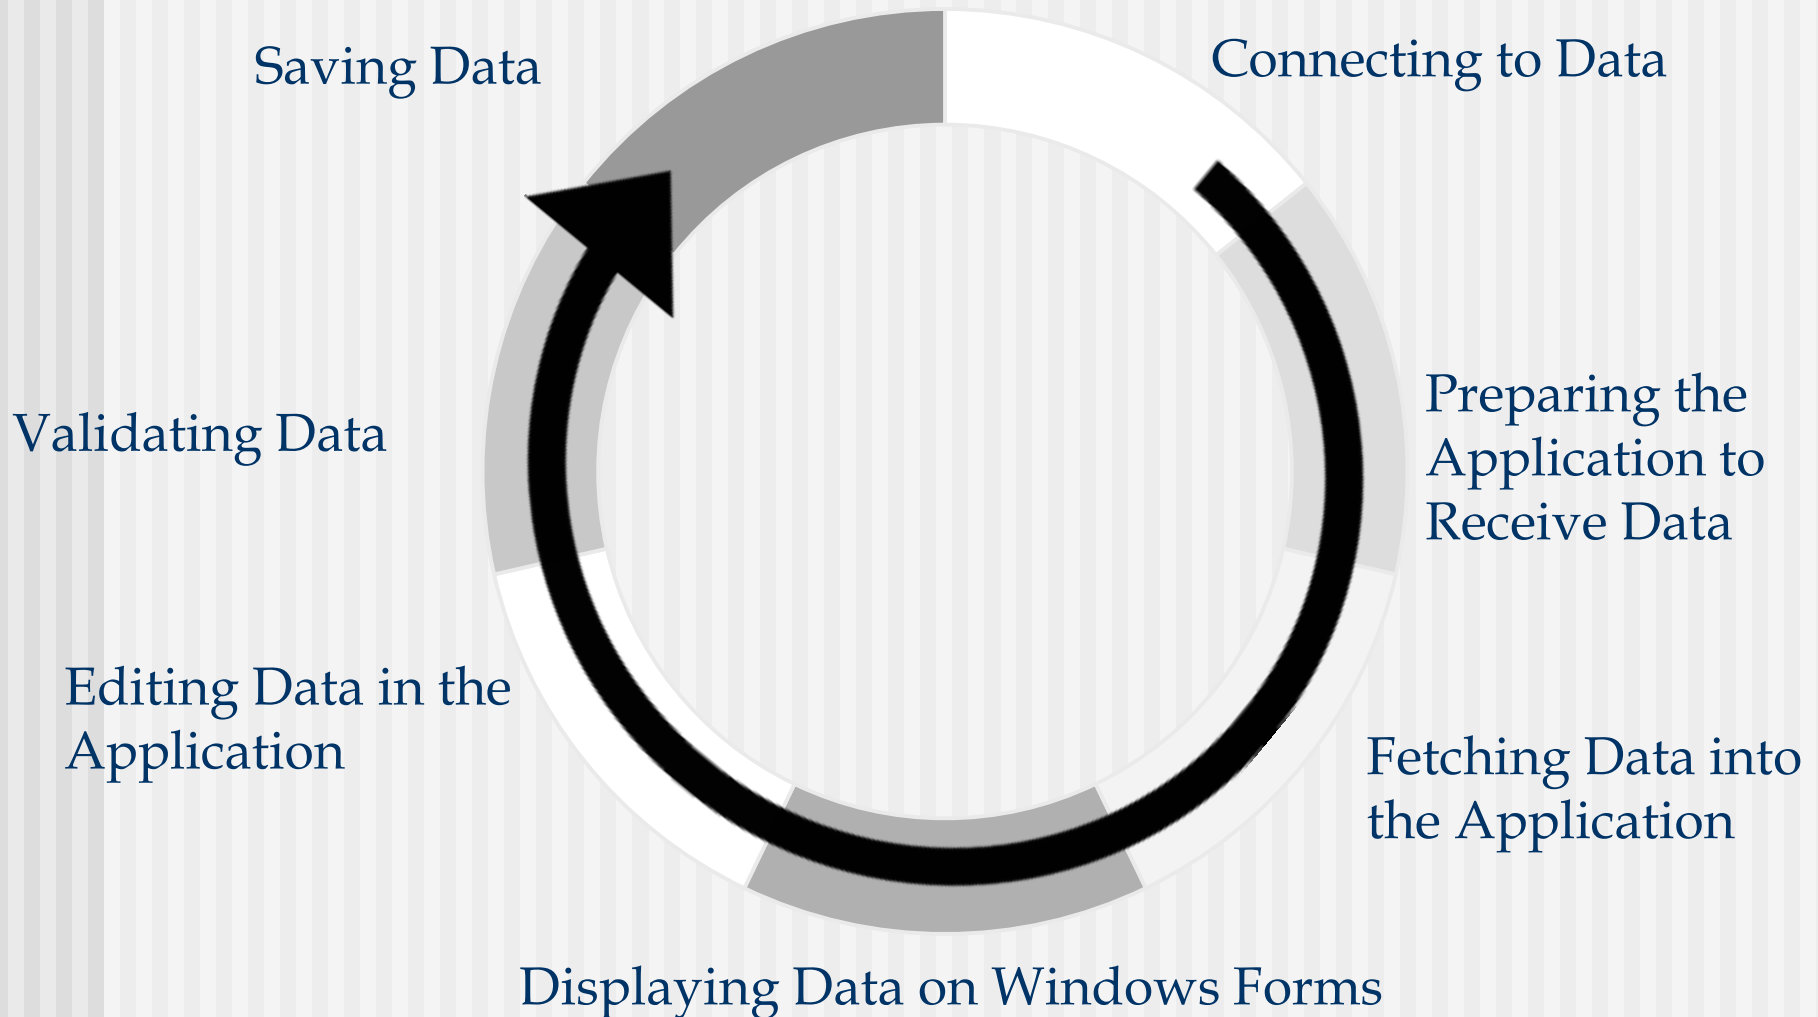 Saving Data
Connecting to Data
Preparing the
Application to
Receive Data
Validating Data
Editing Data in the
Application
Fetching Data into
the Application
Displaying Data on Windows Forms